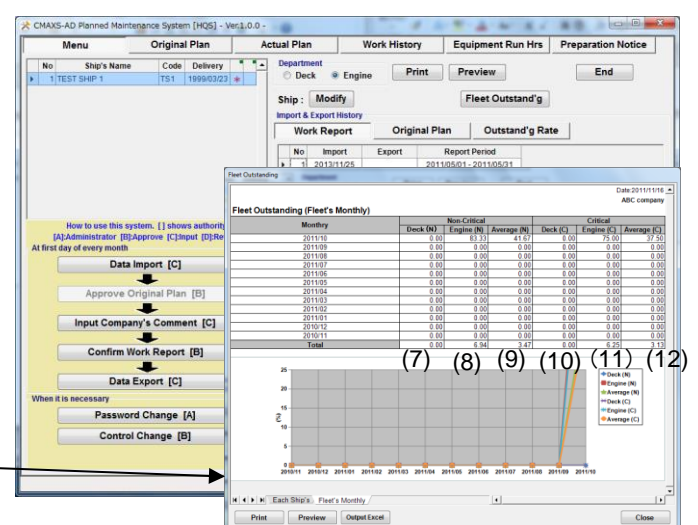 CMAXS-AD Planned Maintenance System [HQS] - Ver.1.0.0 -
Menu Original Plan Actual Plan Work History Equipment Run Hrs Preparation Notice
No Ship's Name Code Delivery
1 TEST SHIP 1 TS1 1999/03/23 *
Department
Deck Engine Print Preview End
Ship : Modify Fleet Outstand'g
Import & Export History
Work Report Original Plan Outstand'g Rate
No Import Export Report Period
1 2013/11/25 2011/05/01 - 2011/05/31
How to use this system. [ ] shows authority
[A]:Administrator [B]:Approve [C]:Input [D]:Re
At first day of every month
Data Import [C]
Approve Original Plan [B]
Input Company's Comment [C]
Confirm Work Report [B]
Data Export [C]
When it is necessary
Password Change [A]
Control Change [B]
Fleet Outstanding
Date:2011/11/16
ABC company
Fleet Outstanding (Fleet's Monthly)
Monthry Non-Critical Critical
Deck (N) Engine (N) Average (N) Deck (C) Engine (C) Average (C)
2011/10 0.00 83.33 41.67 0.00 75.00 37.50
2011/09 0.00 0.00 0.00 0.00 0.00 0.00
2011/08 0.00 0.00 0.00 0.00 0.00 0.00
2011/07 0.00 0.00 0.00 0.00 0.00 0.00
2011/06 0.00 0.00 0.00 0.00 0.00 0.00
2011/05 0.00 0.00 0.00 0.00 0.00 0.00
2011/04 0.00 0.00 0.00 0.00 0.00 0.00
2011/03 0.00 0.00 0.00 0.00 0.00 0.00
2011/02 0.00 0.00 0.00 0.00 0.00 0.00
2011/01 0.00 0.00 0.00 0.00 0.00 0.00
2010/12 0.00 0.00 0.00 0.00 0.00 0.00
2010/11 0.00 0.00 0.00 0.00 0.00 0.00
Total 0.00 6.94 3.47 0.00 6.25 3.13
(7) (8) (9) (10) (11) (12)
25
20
15
(%)
10
5
0
2010/11 2010/12 2011/01 2011/02 2011/03 2011/04 2011/05 2011/06 2011/07 2011/08 2011/09 2011/10
Deck (N)
Engine (N)
Average (N)
Deck (C)
Engine (C)
Average (C)
Each Ship's Fleet's Monthly
Print Preview Output Excel Close